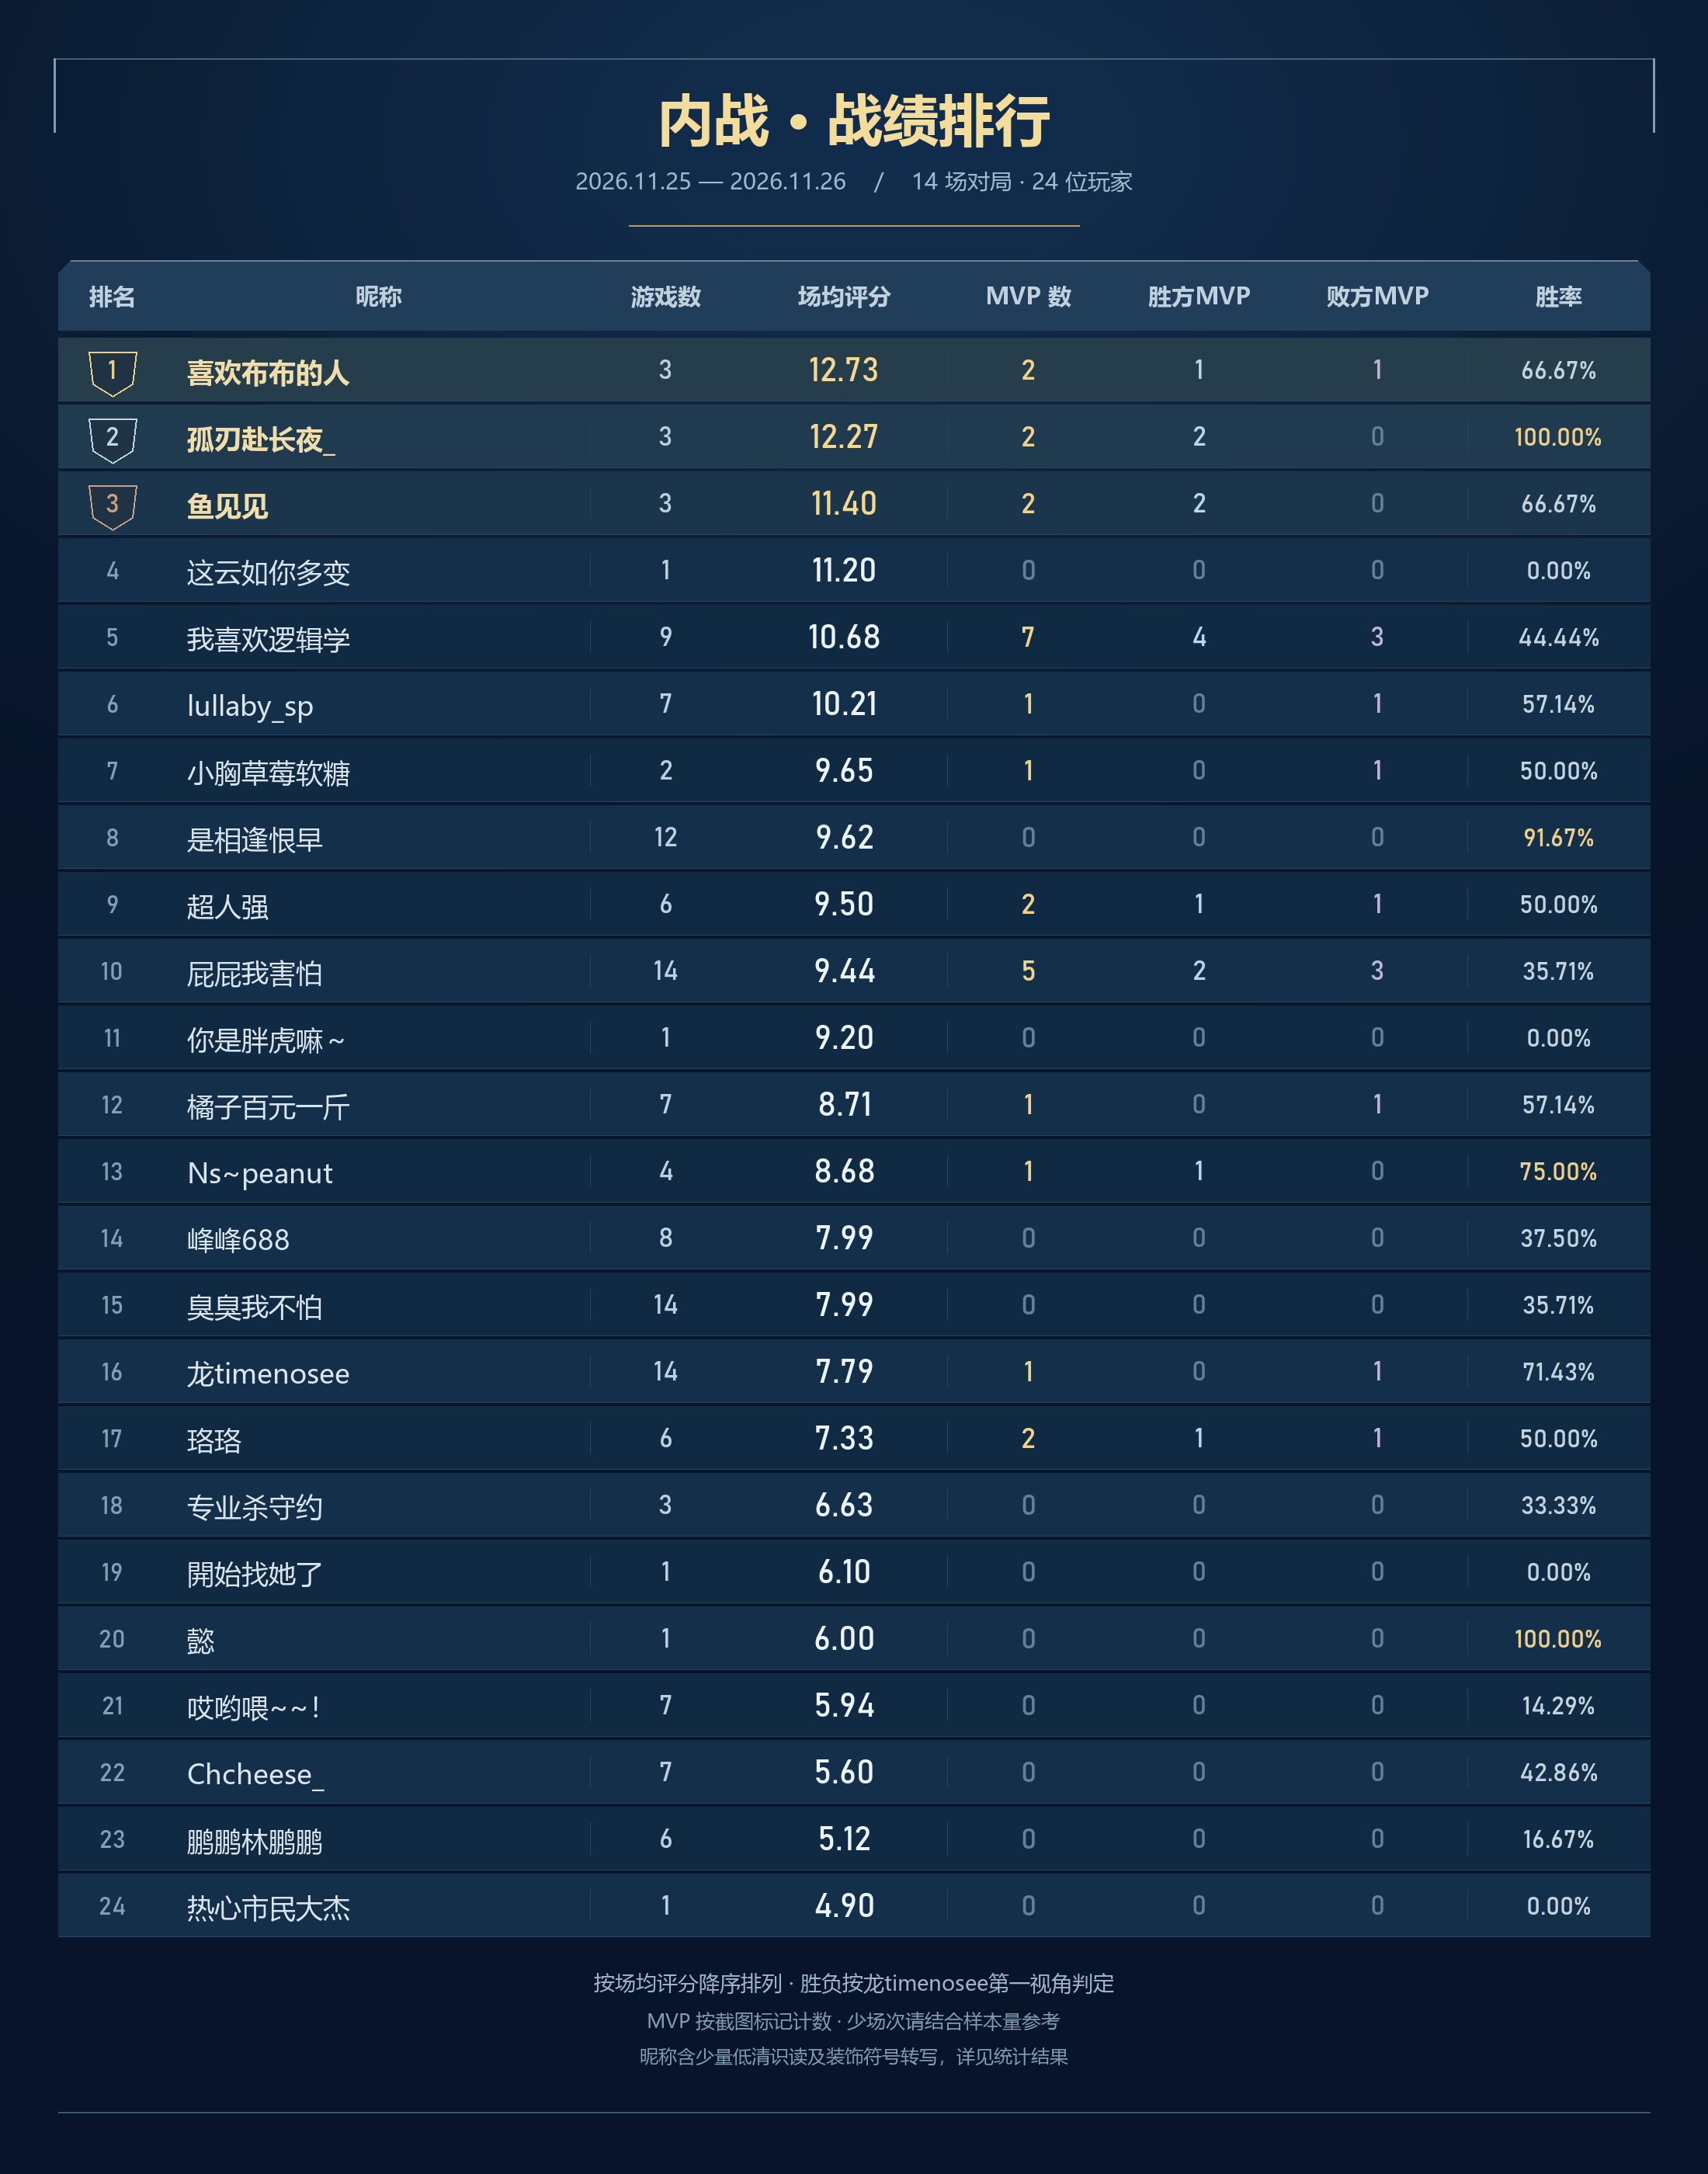 内战·战绩排行
2026.11.25 — 2026.11.26 / 14 场对局 · 24 位玩家
排名 昵称 游戏数 场均评分 MVP 数 胜方MVP 败方MVP 胜率
1 喜欢布布的人 3 12.73 2 1 1 66.67%
2 孤刃赴长夜_ 3 12.27 2 2 0 100.00%
3 鱼见见 3 11.40 2 2 0 66.67%
4 这云如你多变 1 11.20 0 0 0 0.00%
5 我喜欢逻辑学 9 10.68 7 4 3 44.44%
6 lullaby_sp 7 10.21 1 0 1 57.14%
7 小胸草莓软糖 2 9.65 1 0 1 50.00%
8 是相逢恨早 12 9.62 0 0 0 91.67%
9 超人强 6 9.50 2 1 1 50.00%
10 屁屁我害怕 14 9.44 5 2 3 35.71%
11 你是胖虎嘛~ 1 9.20 0 0 0 0.00%
12 橘子百元一斤 7 8.71 1 0 1 57.14%
13 Ns~peanut 4 8.68 1 1 0 75.00%
14 峰峰688 8 7.99 0 0 0 37.50%
15 臭臭我不怕 14 7.99 0 0 0 35.71%
16 龙timenosee 14 7.79 1 0 1 71.43%
17 珞珞 6 7.33 2 1 1 50.00%
18 专业杀守约 3 6.63 0 0 0 33.33%
19 開始找她了 1 6.10 0 0 0 0.00%
20 懿 1 6.00 0 0 0 100.00%
21 哎哟喂~~! 7 5.94 0 0 0 14.29%
22 Chcheese_ 7 5.60 0 0 0 42.86%
23 鹏鹏林鹏鹏 6 5.12 0 0 0 16.67%
24 热心市民大杰 1 4.90 0 0 0 0.00%
按场均评分降序排列 · 胜负按龙timenosee第一视角判定
MVP 按截图标记计数 · 少场次请结合样本量参考
昵称含少量低清识读及装饰符号转写，详见统计结果